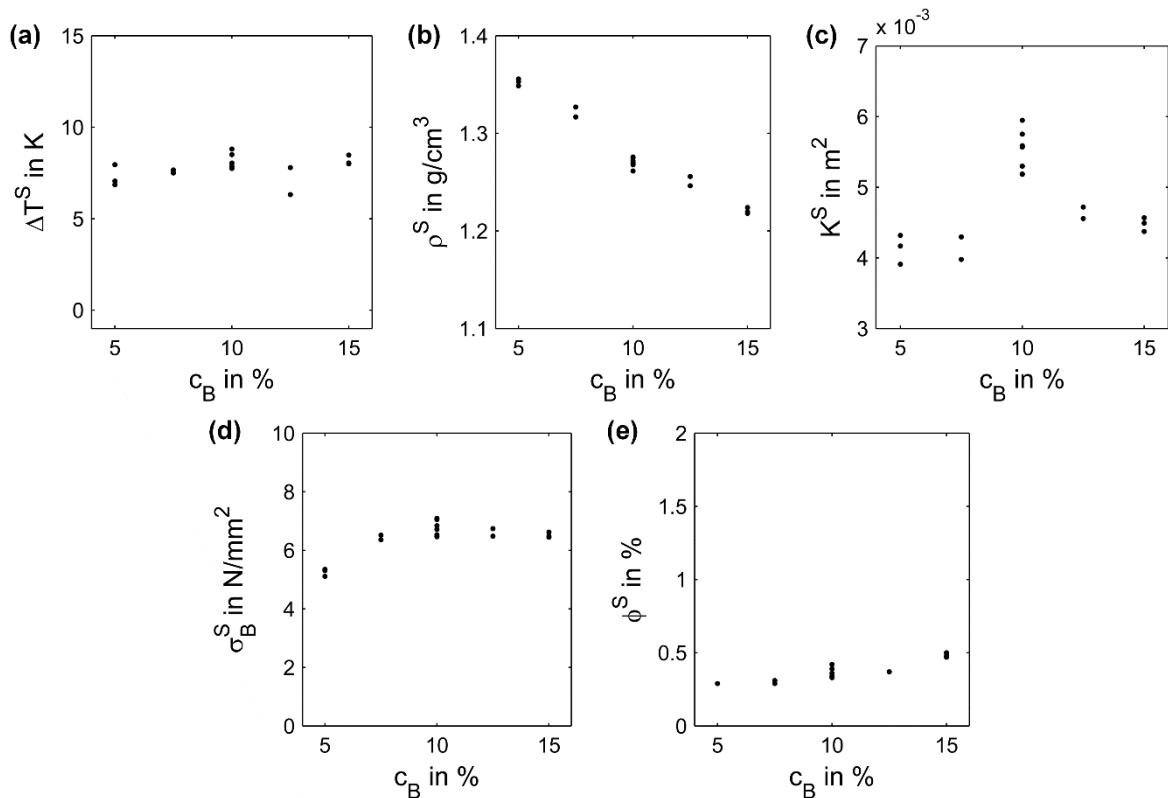 (a)
15
10
5
0
ΔT^S in K
5 10 15
c_B in %
(b)
1.4
1.3
1.2
1.1
ρ^S in g/cm^3
5 10 15
c_B in %
(c)
x 10^-3
7
6
5
4
3
K^S in m^2
5 10 15
c_B in %
(d)
10
8
6
4
2
0
σ_B^S in N/mm^2
5 10 15
c_B in %
(e)
2
1.5
1
0.5
0
ϕ^S in %
5 10 15
c_B in %